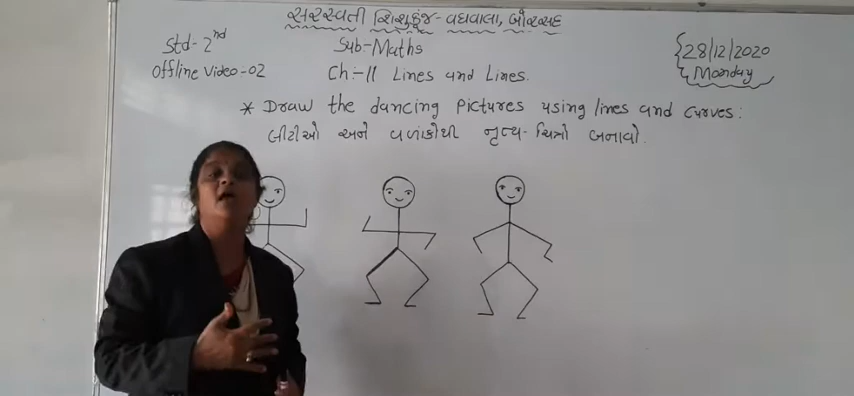 સરસ્વતી શિશુકુંજ - વઘવાલા, બોરસદ
Std-2nd
Sub-Maths
{28/12/2020
Offline Video-02
Ch:-11 Lines and Lines.
Monday
* Draw the dancing pictures using lines and curves:
લીટીઓ અને વળાંકોથી નૃત્ય-ચિત્રો બનાવો.